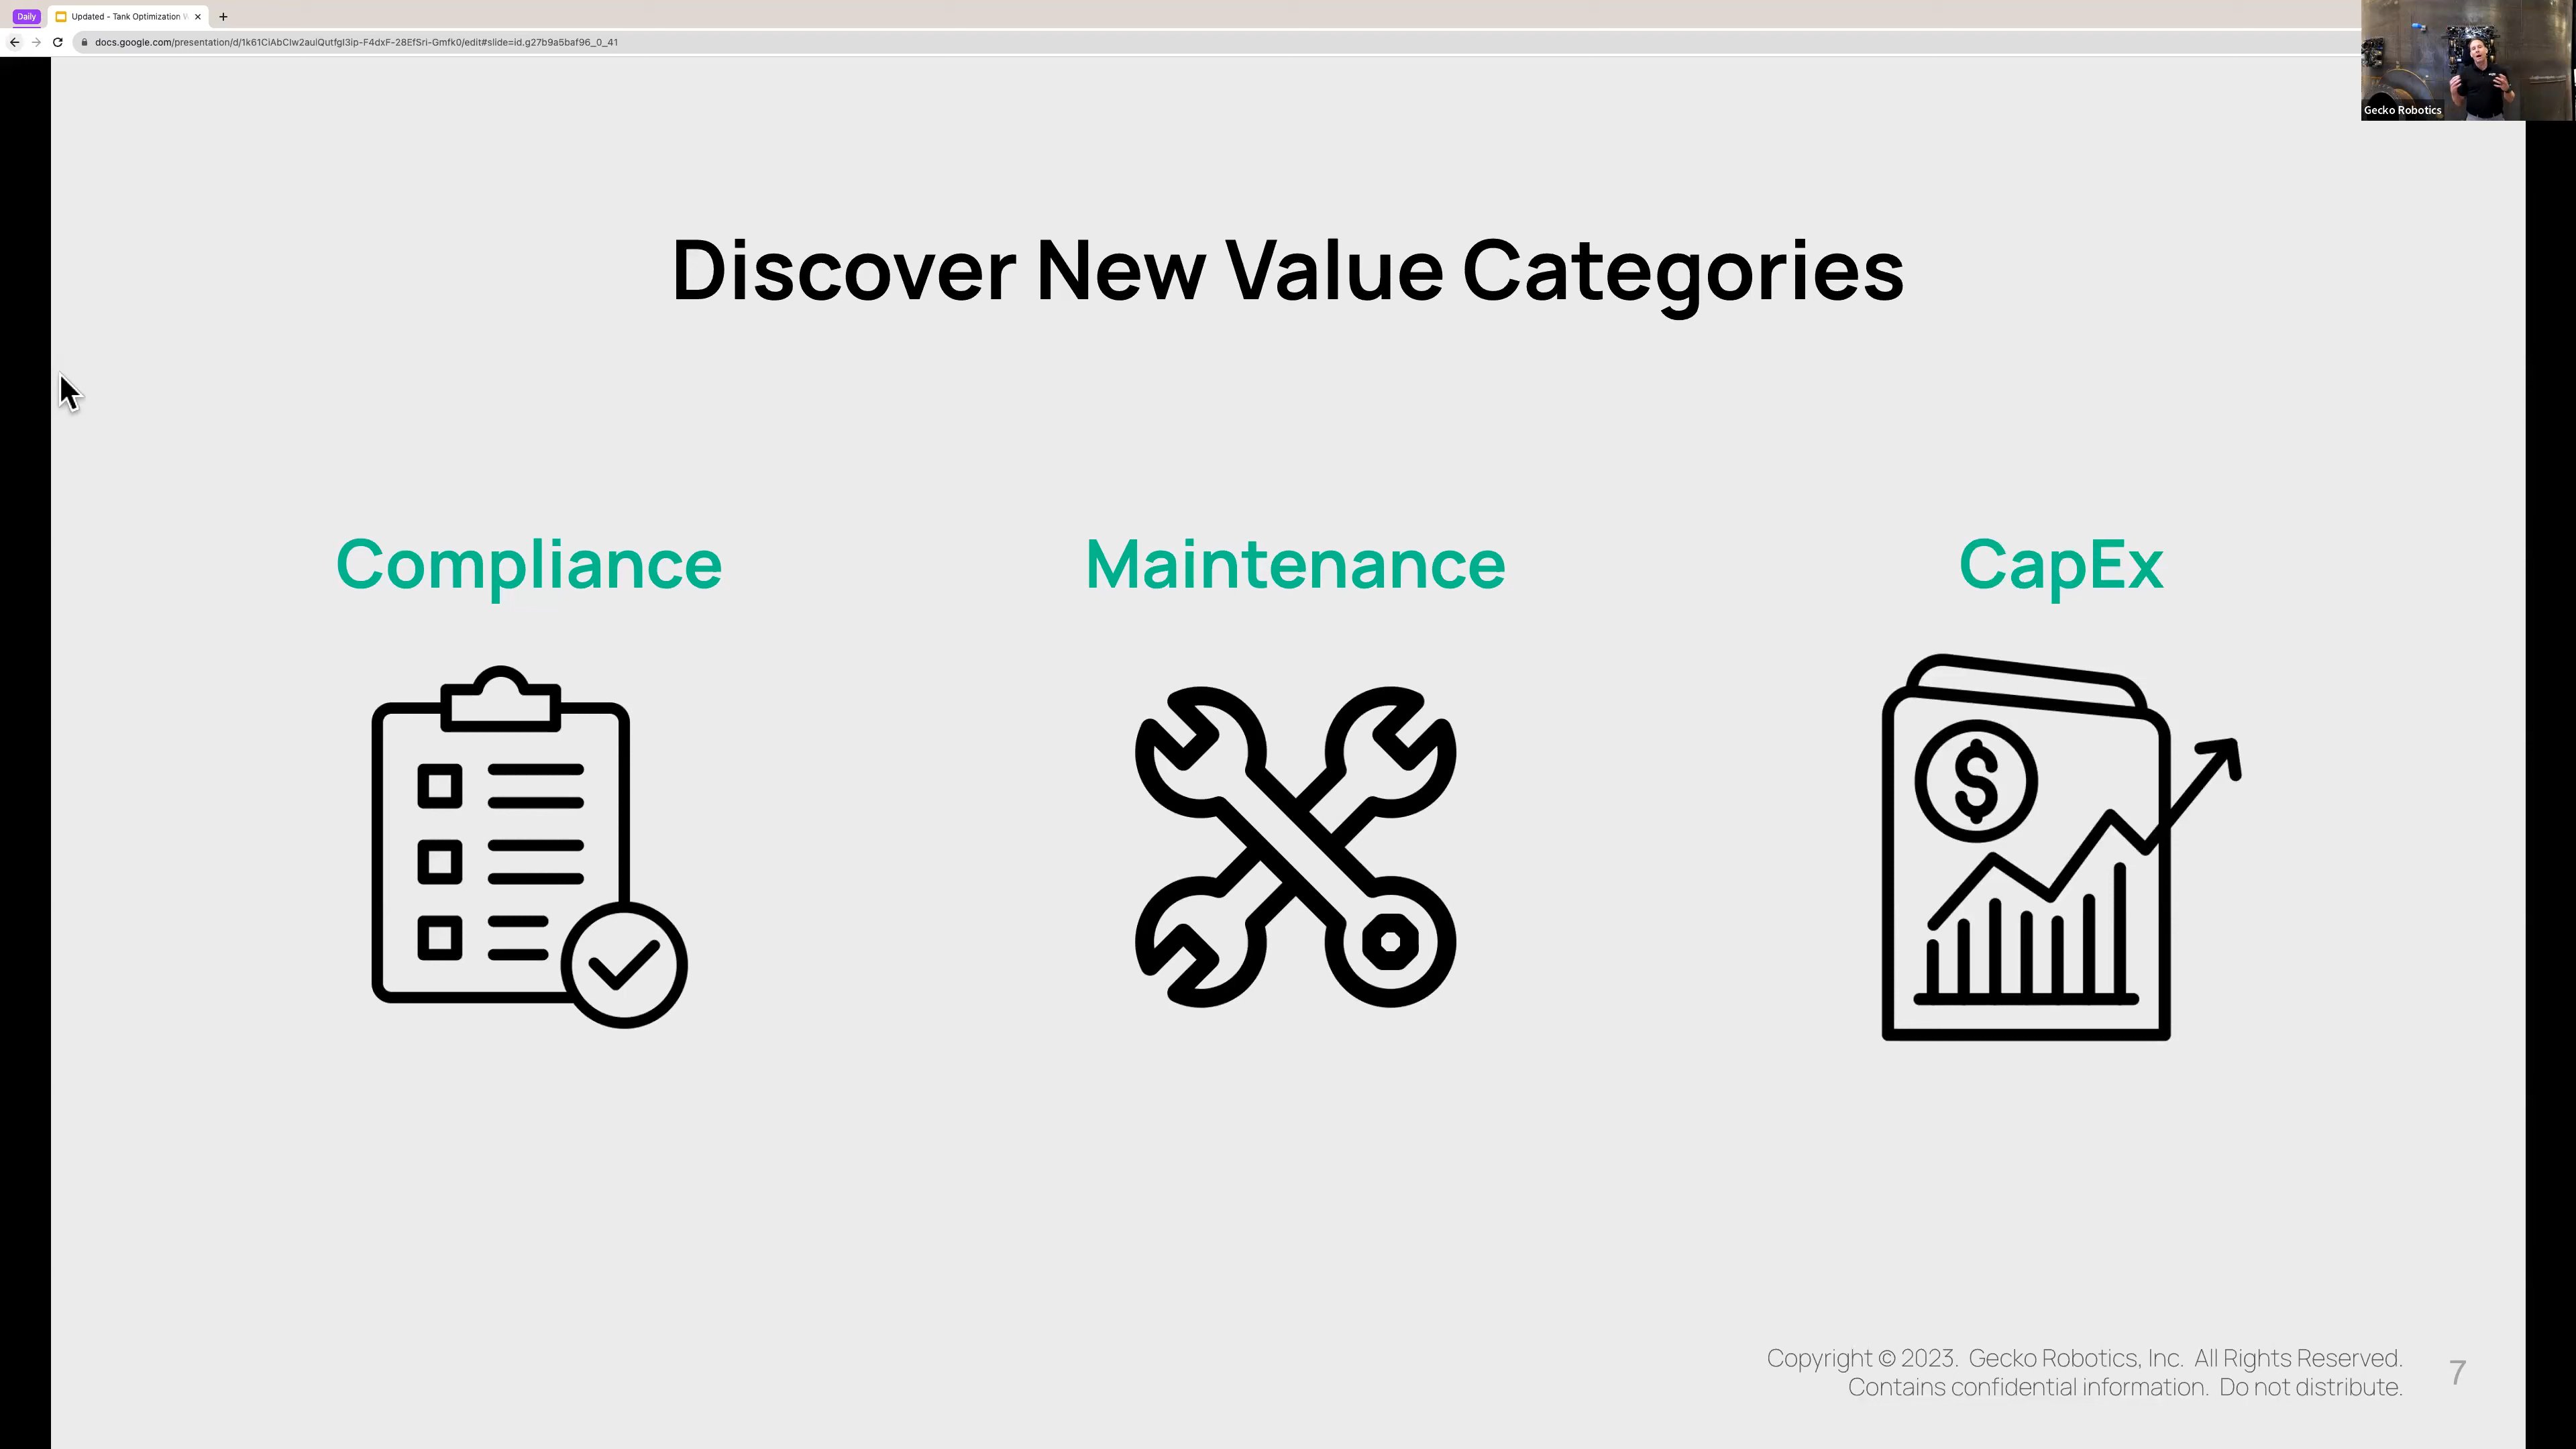 Daily
Updated - Tank Optimization
docs.google.com/presentation/d/1k61CiAbCIw2auiQutfgI3ip-F4dxF-28EfSri-Gmfk0/edit#slide=id.g27b9a5baf96_0_41
Gecko Robotics
Discover New Value Categories
Compliance
Maintenance
CapEx
$
Copyright © 2023. Gecko Robotics, Inc. All Rights Reserved.
Contains confidential information. Do not distribute.
7